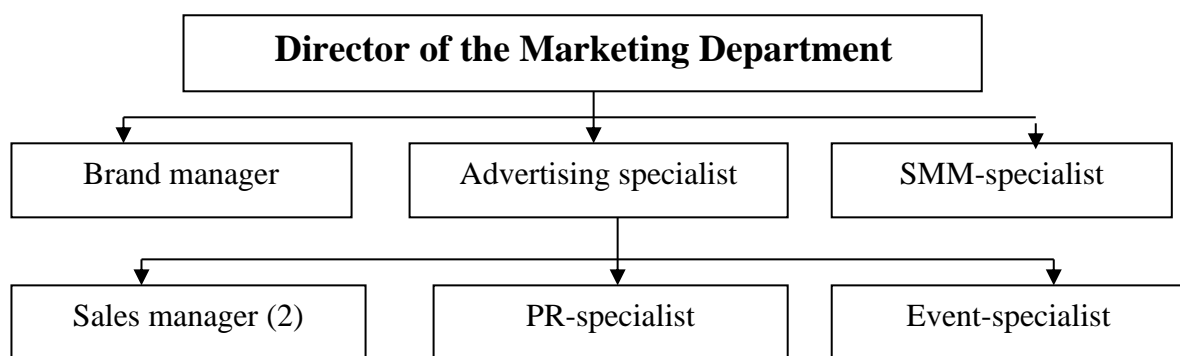 Director of the Marketing Department
Brand manager
Advertising specialist
SMM-specialist
Sales manager (2)
PR-specialist
Event-specialist